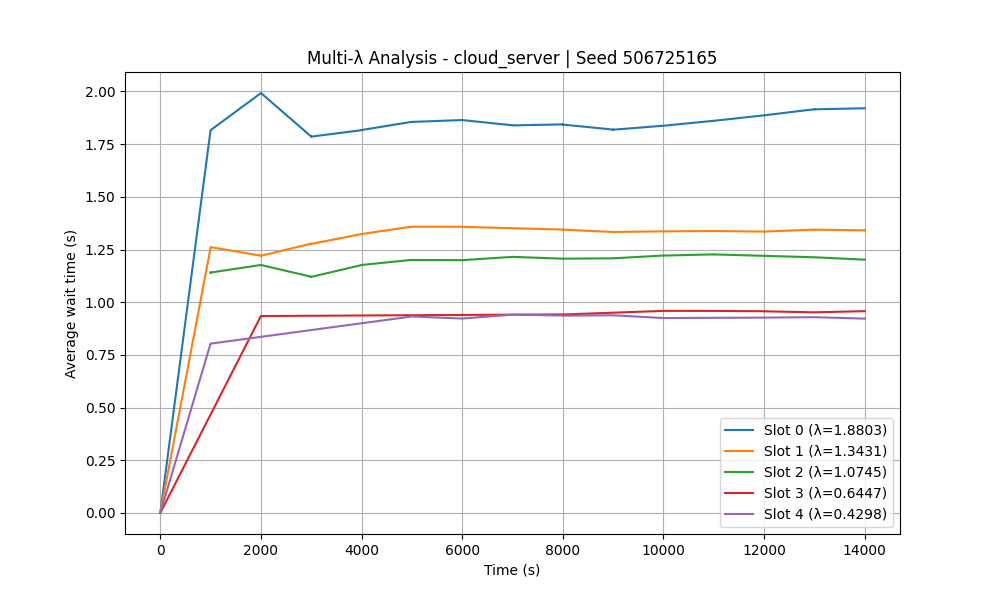 Multi-λ Analysis - cloud_server | Seed 506725165
Average wait time (s)
2.00
1.75
1.50
1.25
1.00
0.75
0.50
0.25
0.00
Slot 0 (λ=1.8803)
Slot 1 (λ=1.3431)
Slot 2 (λ=1.0745)
Slot 3 (λ=0.6447)
Slot 4 (λ=0.4298)
0 2000 4000 6000 8000 10000 12000 14000
Time (s)